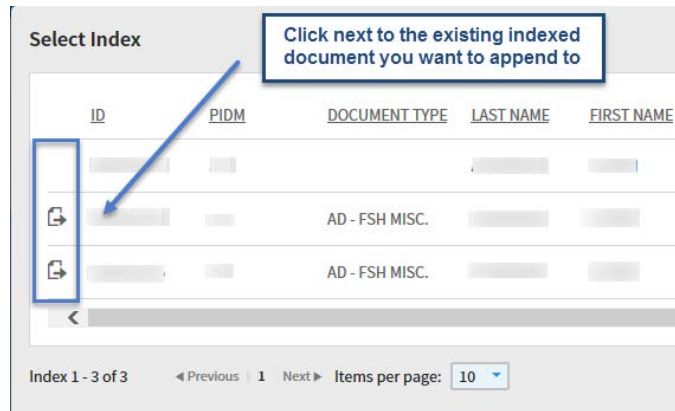 Select Index
Click next to the existing indexed
document you want to append to
ID PIDM DOCUMENT TYPE LAST NAME FIRST NAME
AD - FSH MISC.
AD - FSH MISC.
Index 1 - 3 of 3 ◀ Previous | 1 Next ▶ Items per page: 10